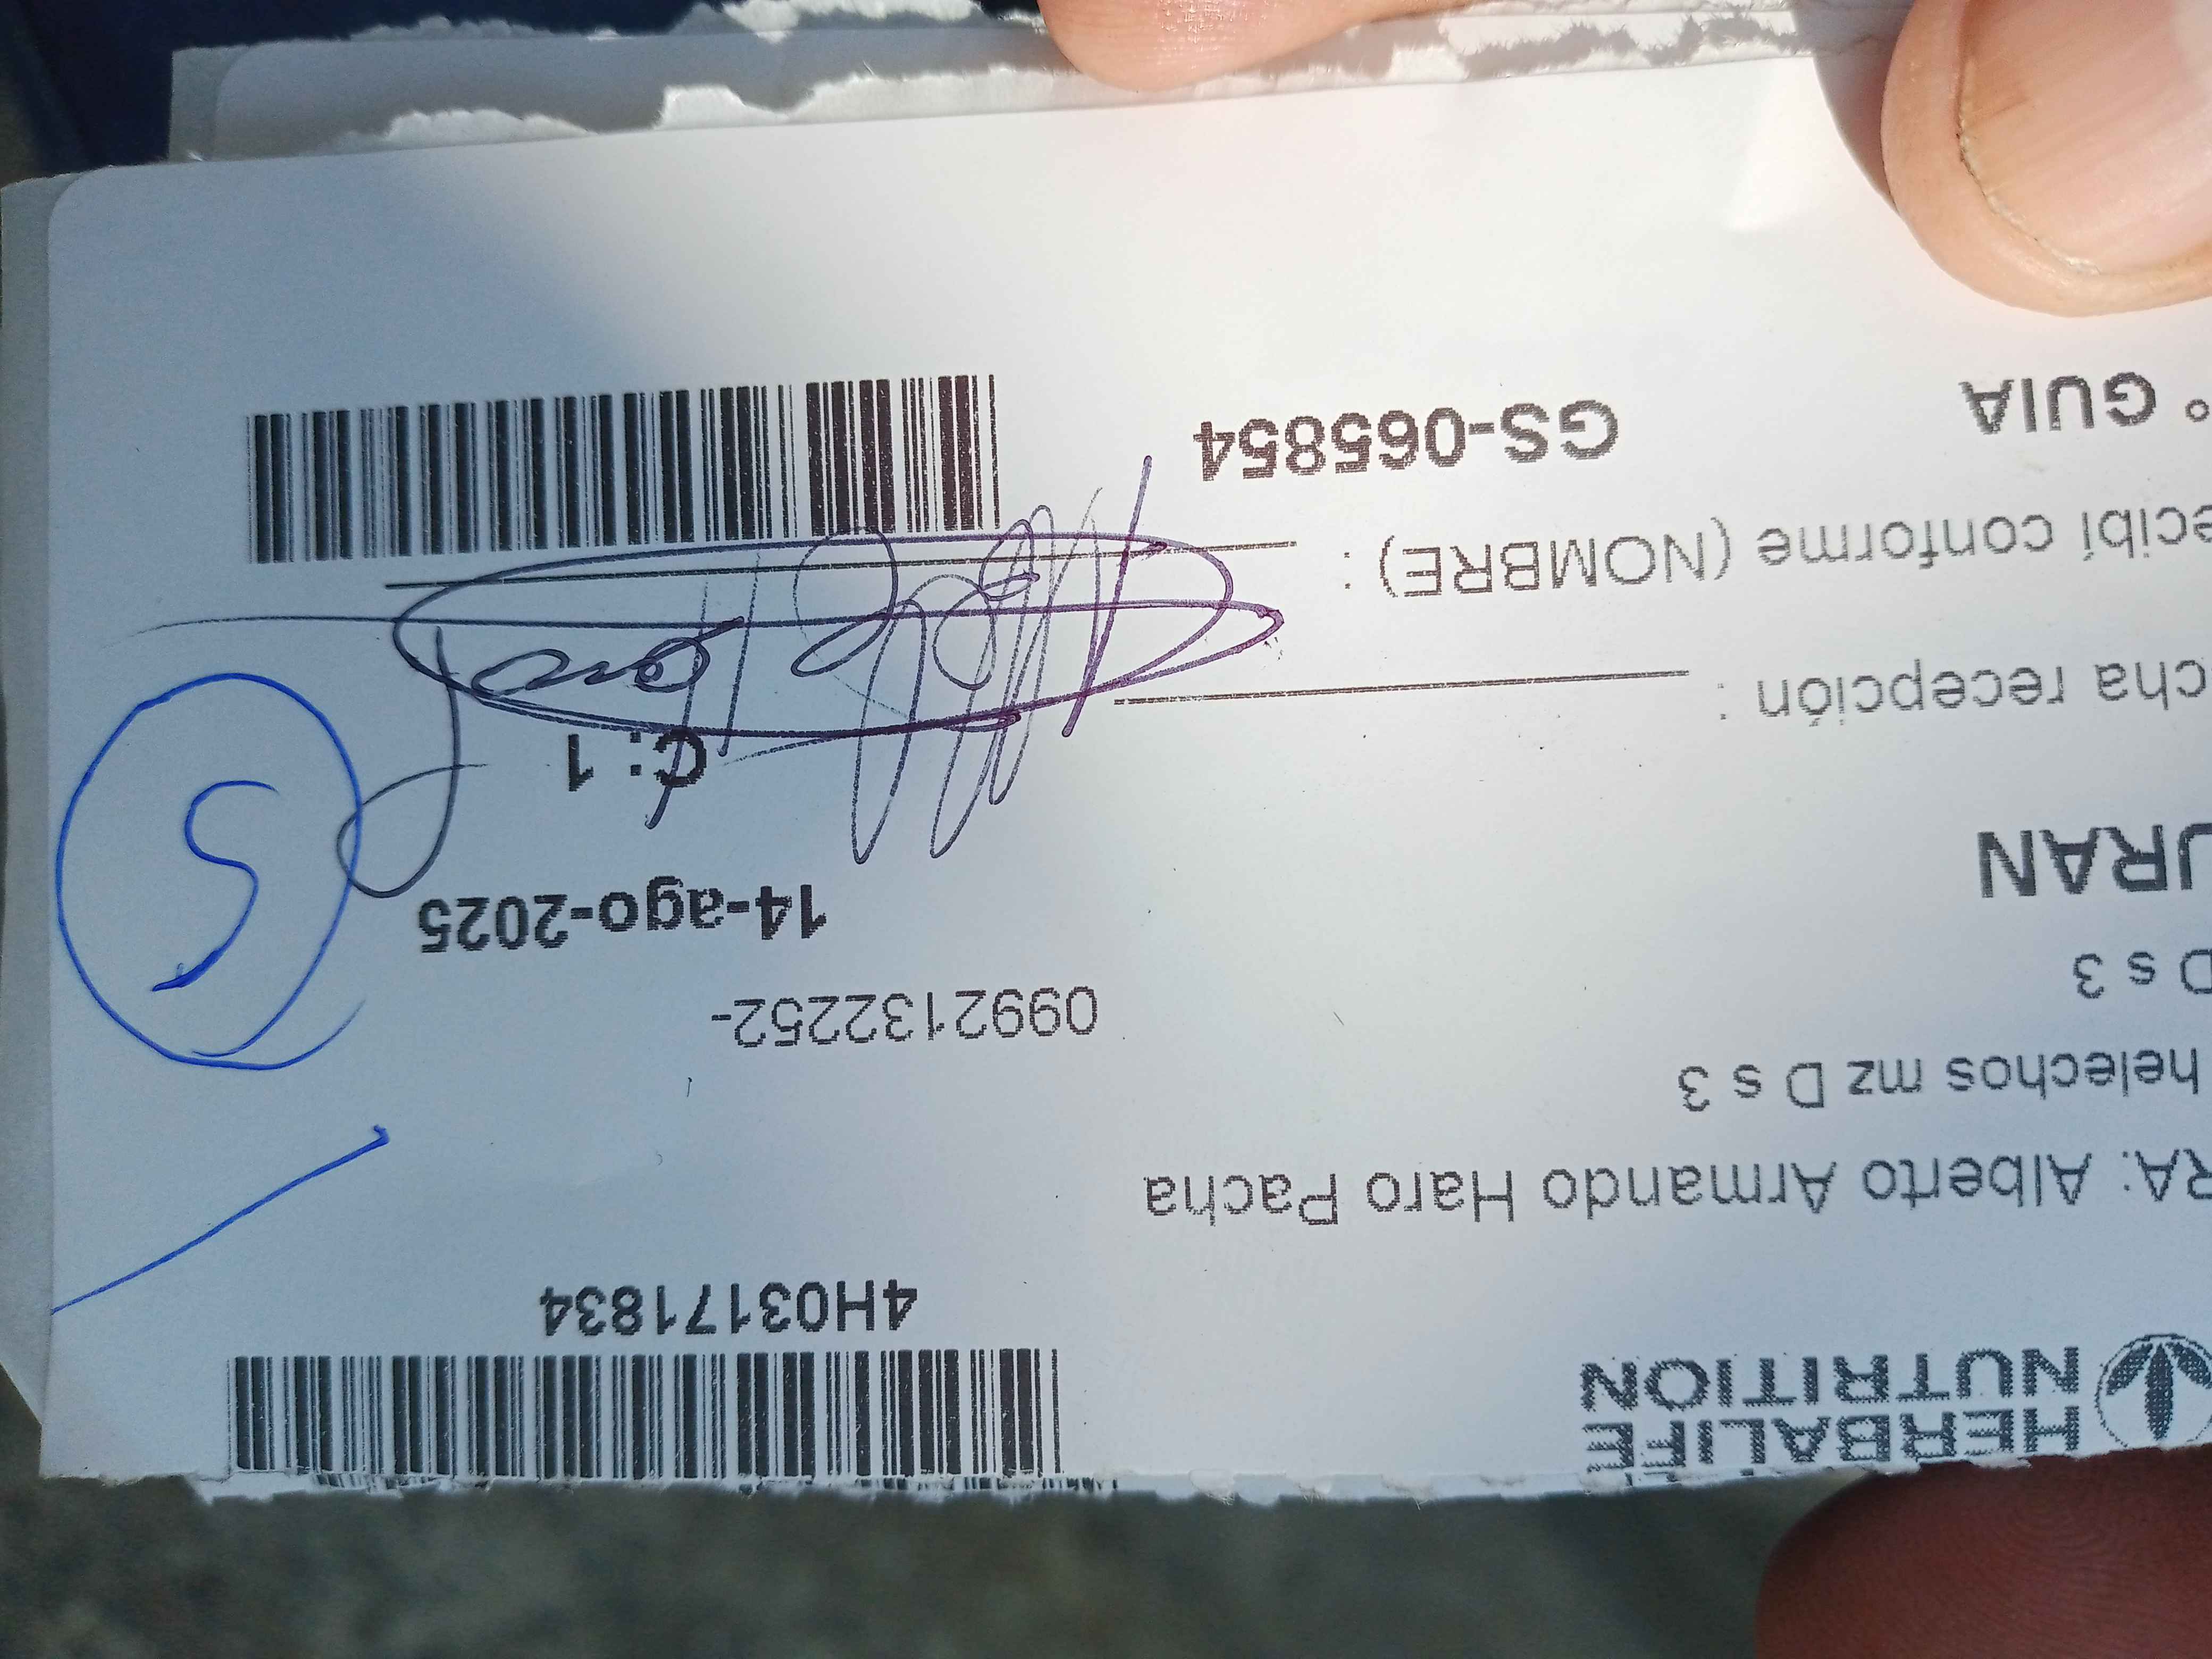 HERBALIFE
NUTRITION
4H03171834
RA: Alberto Armando Haro Pacha
helechos mz D s 3
D s 3
0992132252-
URAN
14-ago-2025
C: 1
cha recepción :
ecibí conforme (NOMBRE) :
° GUIA GS-065854
5